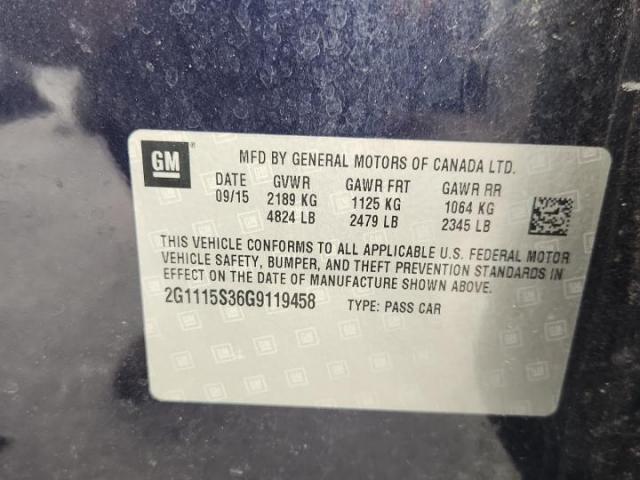 GM
MFD BY GENERAL MOTORS OF CANADA LTD.
DATE GVWR GAWR FRT GAWR RR
09/15 2189 KG 1125 KG 1064 KG
4824 LB 2479 LB 2345 LB
THIS VEHICLE CONFORMS TO ALL APPLICABLE U.S. FEDERAL MOTOR
VEHICLE SAFETY, BUMPER, AND THEFT PREVENTION STANDARDS IN
EFFECT ON THE DATE OF MANUFACTURE SHOWN ABOVE.
2G1115S36G9119458 TYPE: PASS CAR